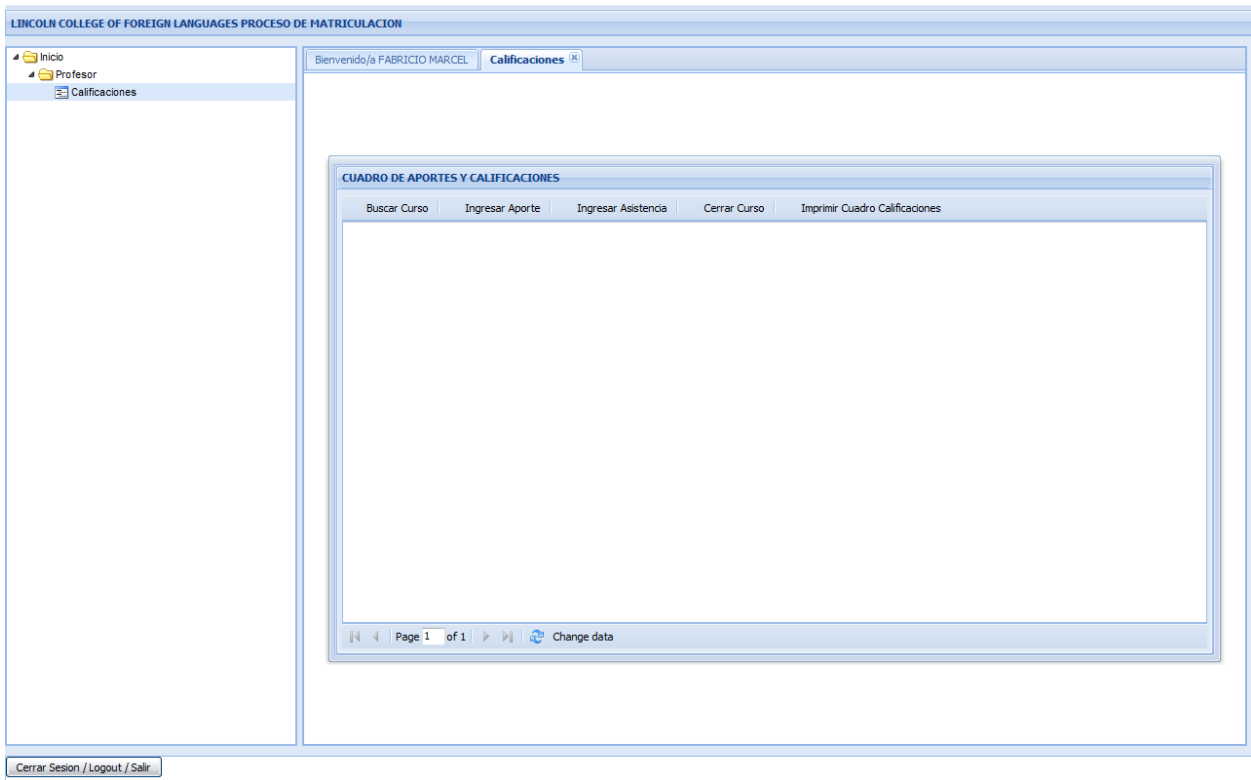 LINCOLN COLLEGE OF FOREIGN LANGUAGES PROCESO DE MATRICULACION
Inicio
Profesor
Calificaciones
Bienvenido/a FABRICIO MARCEL Calificaciones
CUADRO DE APORTES Y CALIFICACIONES
Buscar Curso Ingresar Aporte Ingresar Asistencia Cerrar Curso Imprimir Cuadro Calificaciones
Page 1 of 1 Change data
Cerrar Sesion / Logout / Salir